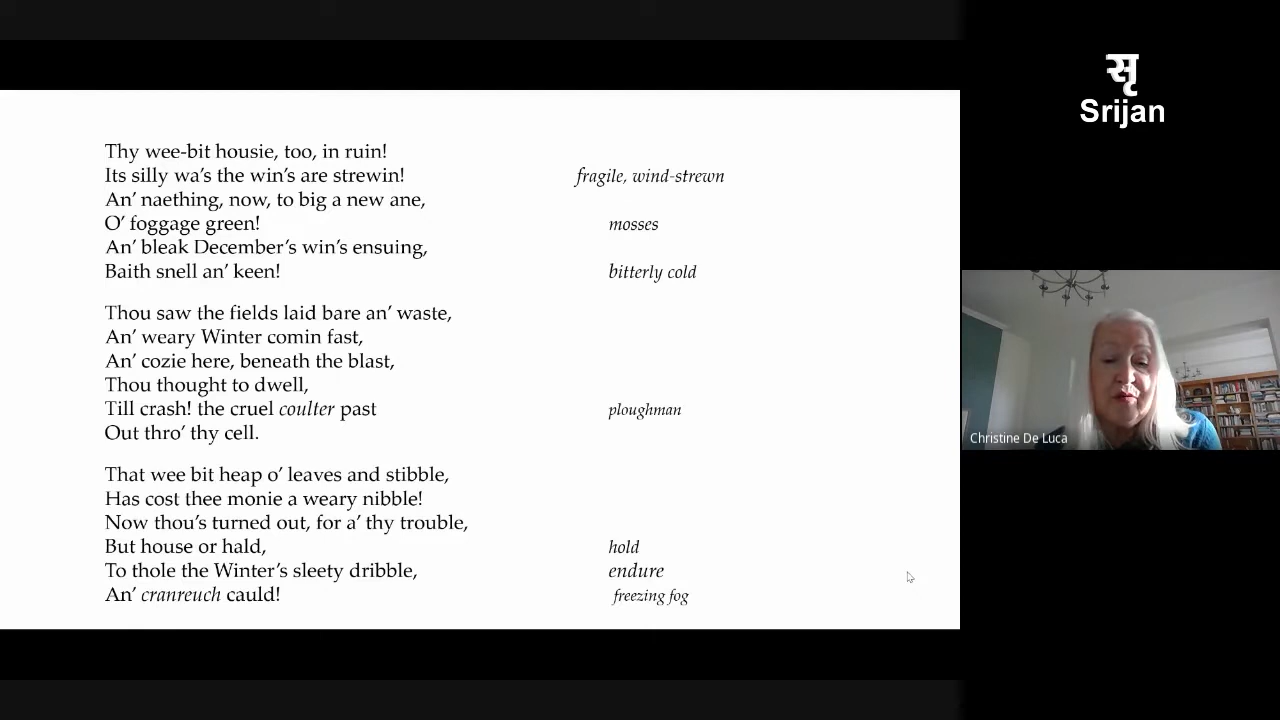 Thy wee-bit housie, too, in ruin!
Its silly wa’s the win’s are strewin! fragile, wind-strewn
An’ naething, now, to big a new ane,
O’ foggage green! mosses
An’ bleak December’s win’s ensuing,
Baith snell an’ keen! bitterly cold
Thou saw the fields laid bare an’ waste,
An’ weary Winter comin fast,
An’ cozie here, beneath the blast,
Thou thought to dwell,
Till crash! the cruel coulter past ploughman
Out thro’ thy cell.
That wee bit heap o’ leaves and stibble,
Has cost thee monie a weary nibble!
Now thou’s turned out, for a’ thy trouble,
But house or hald, hold
To thole the Winter’s sleety dribble, endure
An’ cranreuch cauld! freezing fog
सृ
Srijan
Christine De Luca